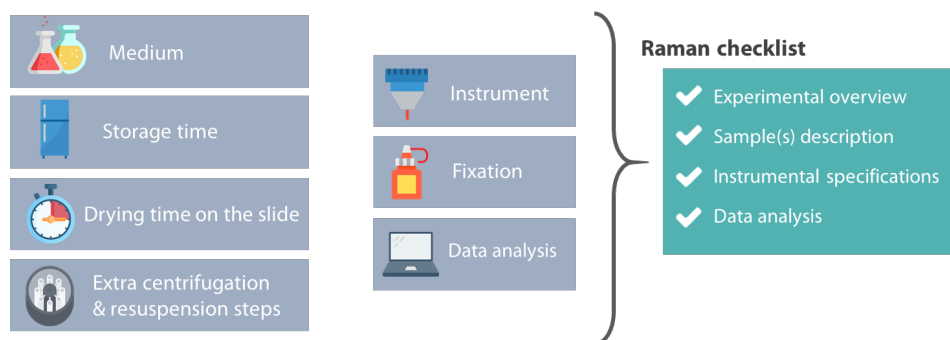 Medium
Storage time
Drying time on the slide
Extra centrifugation
& resuspension steps
Instrument
Fixation
Data analysis
Raman checklist
Experimental overview
Sample(s) description
Instrumental specifications
Data analysis